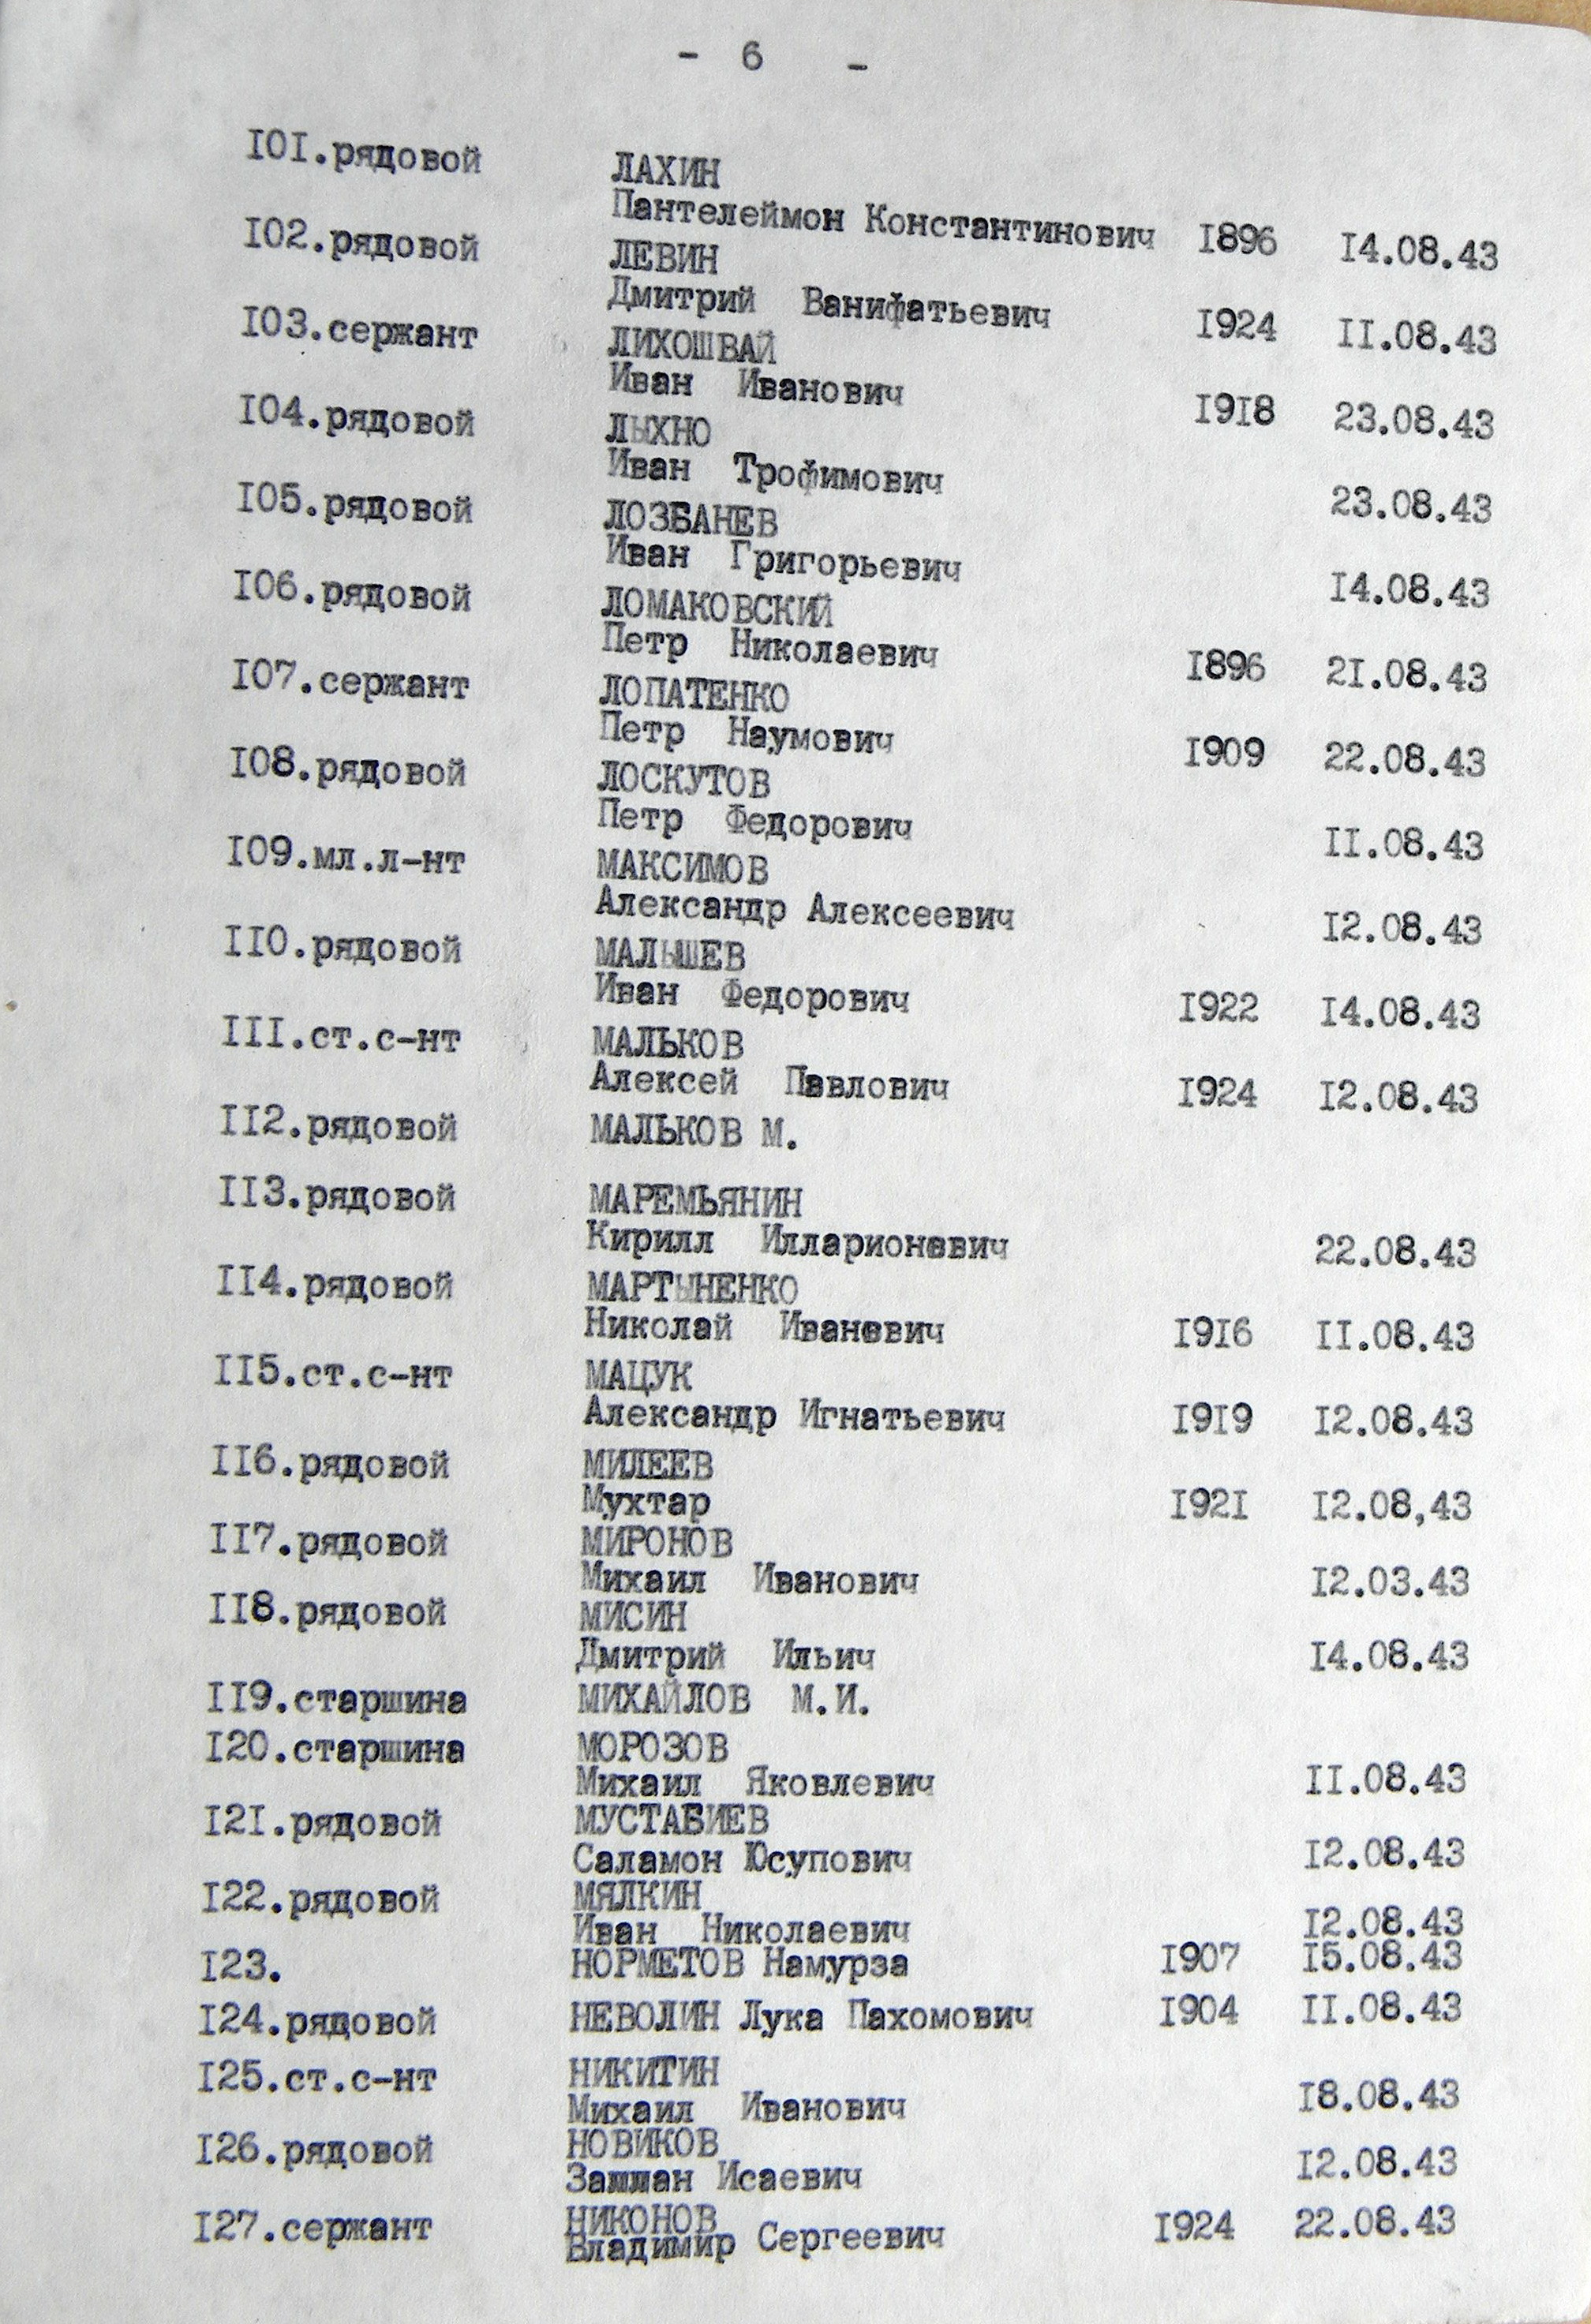 - 6 -
I0I.рядовой ЛАХИН
Пантелеймон Константинович I896 I4.08.43
I02.рядовой ЛЕВИН
Дмитрий Ванифатьевич I924 II.08.43
I03.сержант ЛИХОШВАЙ
Иван Иванович I9I8 23.08.43
I04.рядовой ЛЫХНО
Иван Трофимович 23.08.43
I05.рядовой ЛОЗБАНЕВ
Иван Григорьевич I4.08.43
I06.рядовой ЛОМАКОВСКИЙ
Петр Николаевич I896 2I.08.43
I07.сержант ЛОПАТЕНКО
Петр Наумович I909 22.08.43
I08.рядовой ЛОСКУТОВ
Петр Федорович II.08.43
I09.мл.л-нт МАКСИМОВ
Александр Алексеевич I2.08.43
II0.рядовой МАЛЫШЕВ
Иван Федорович I922 I4.08.43
III.ст.с-нт МАЛЬКОВ
Алексей Павлович I924 I2.08.43
II2.рядовой МАЛЬКОВ М.
II3.рядовой МАРЕМЬЯНИН
Кирилл Илларионович 22.08.43
II4.рядовой МАРТЫНЕНКО
Николай Иванович I9I6 II.08.43
II5.ст.с-нт МАЦУК
Александр Игнатьевич I9I9 I2.08.43
II6.рядовой МИЛЕЕВ
Мухтар I92I I2.08,43
II7.рядовой МИРОНОВ
Михаил Иванович I2.03.43
II8.рядовой МИСИН
Дмитрий Ильич I4.08.43
II9.старшина МИХАЙЛОВ М.И.
I20.старшина МОРОЗОВ
Михаил Яковлевич II.08.43
I2I.рядовой МУСТАБИЕВ
Саламон Юсупович I2.08.43
I22.рядовой МЯЛКИН
Иван Николаевич I2.08.43
I23. НОРМЕТОВ Намурза I907 I5.08.43
I24.рядовой НЕВОЛИН Лука Пахомович I904 II.08.43
I25.ст.с-нт НИКИТИН
Михаил Иванович I8.08.43
I26.рядовой НОВИКОВ
Исаевич I2.08.43
I27.сержант НИКОНОВ
Владимир Сергеевич I924 22.08.43